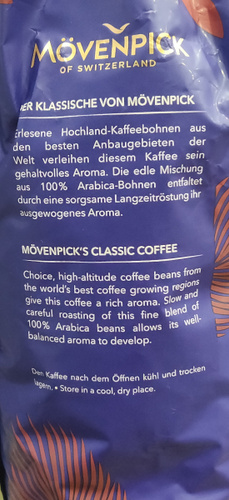 MÖVENPICK
OF SWITZERLAND
DER KLASSISCHE VON MÖVENPICK
Erlesene Hochland-Kaffeebohnen aus
den besten Anbaugebieten der
Welt verleihen diesem Kaffee sein
gehaltvolles Aroma. Die edle Mischung
aus 100% Arabica-Bohnen entfaltet
durch eine sorgsame Langzeitröstung ihr
ausgewogenes Aroma.
MÖVENPICK'S CLASSIC COFFEE
Choice, high-altitude coffee beans from
the world's best coffee growing regions
give this coffee a rich aroma. Slow and
careful roasting of this fine blend of
100% Arabica beans allows its well-
balanced aroma to develop.
Den Kaffee nach dem Öffnen kühl und trocken
lagern. • Store in a cool, dry place.